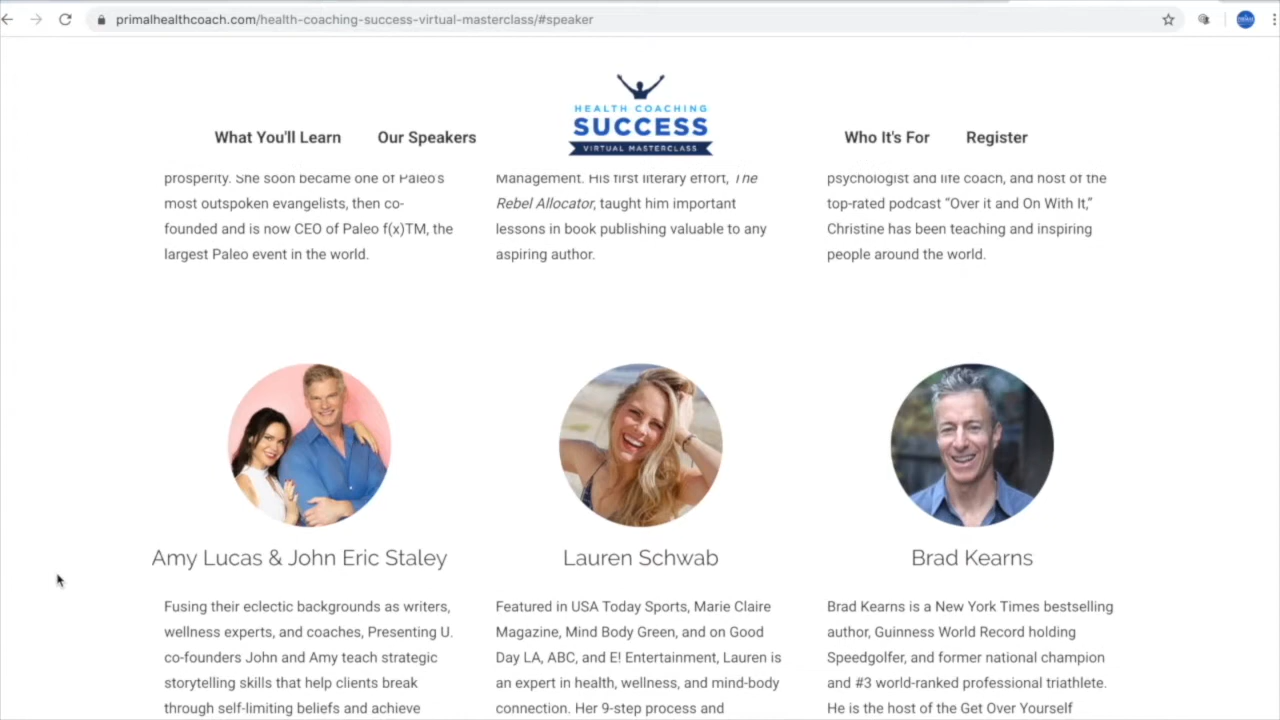 primalhealthcoach.com/health-coaching-success-virtual-masterclass/#speaker
HEALTH COACHING
SUCCESS
VIRTUAL MASTERCLASS
What You'll Learn
Our Speakers
Who It's For
Register
prosperity. She soon became one of Paleo's
most outspoken evangelists, then co-
founded and is now CEO of Paleo f(x)TM, the
largest Paleo event in the world.
Management. His first literary effort, The
Rebel Allocator, taught him important
lessons in book publishing valuable to any
aspiring author.
psychologist and life coach, and host of the
top-rated podcast “Over it and On With It,”
Christine has been teaching and inspiring
people around the world.
Amy Lucas & John Eric Staley
Fusing their eclectic backgrounds as writers,
wellness experts, and coaches, Presenting U.
co-founders John and Amy teach strategic
storytelling skills that help clients break
through self-limiting beliefs and achieve
Lauren Schwab
Featured in USA Today Sports, Marie Claire
Magazine, Mind Body Green, and on Good
Day LA, ABC, and E! Entertainment, Lauren is
an expert in health, wellness, and mind-body
connection. Her 9-step process and
Brad Kearns
Brad Kearns is a New York Times bestselling
author, Guinness World Record holding
Speedgolfer, and former national champion
and #3 world-ranked professional triathlete.
He is the host of the Get Over Yourself